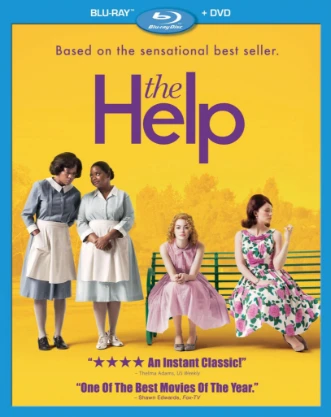 BLU-RAY™ Blu-ray Disc + DVD
Based on the sensational best seller.
the
Help
"★★★★ An Instant Classic!"
– Thelma Adams, US Weekly
"One Of The Best Movies Of The Year."
– Shawn Edwards, Fox-TV